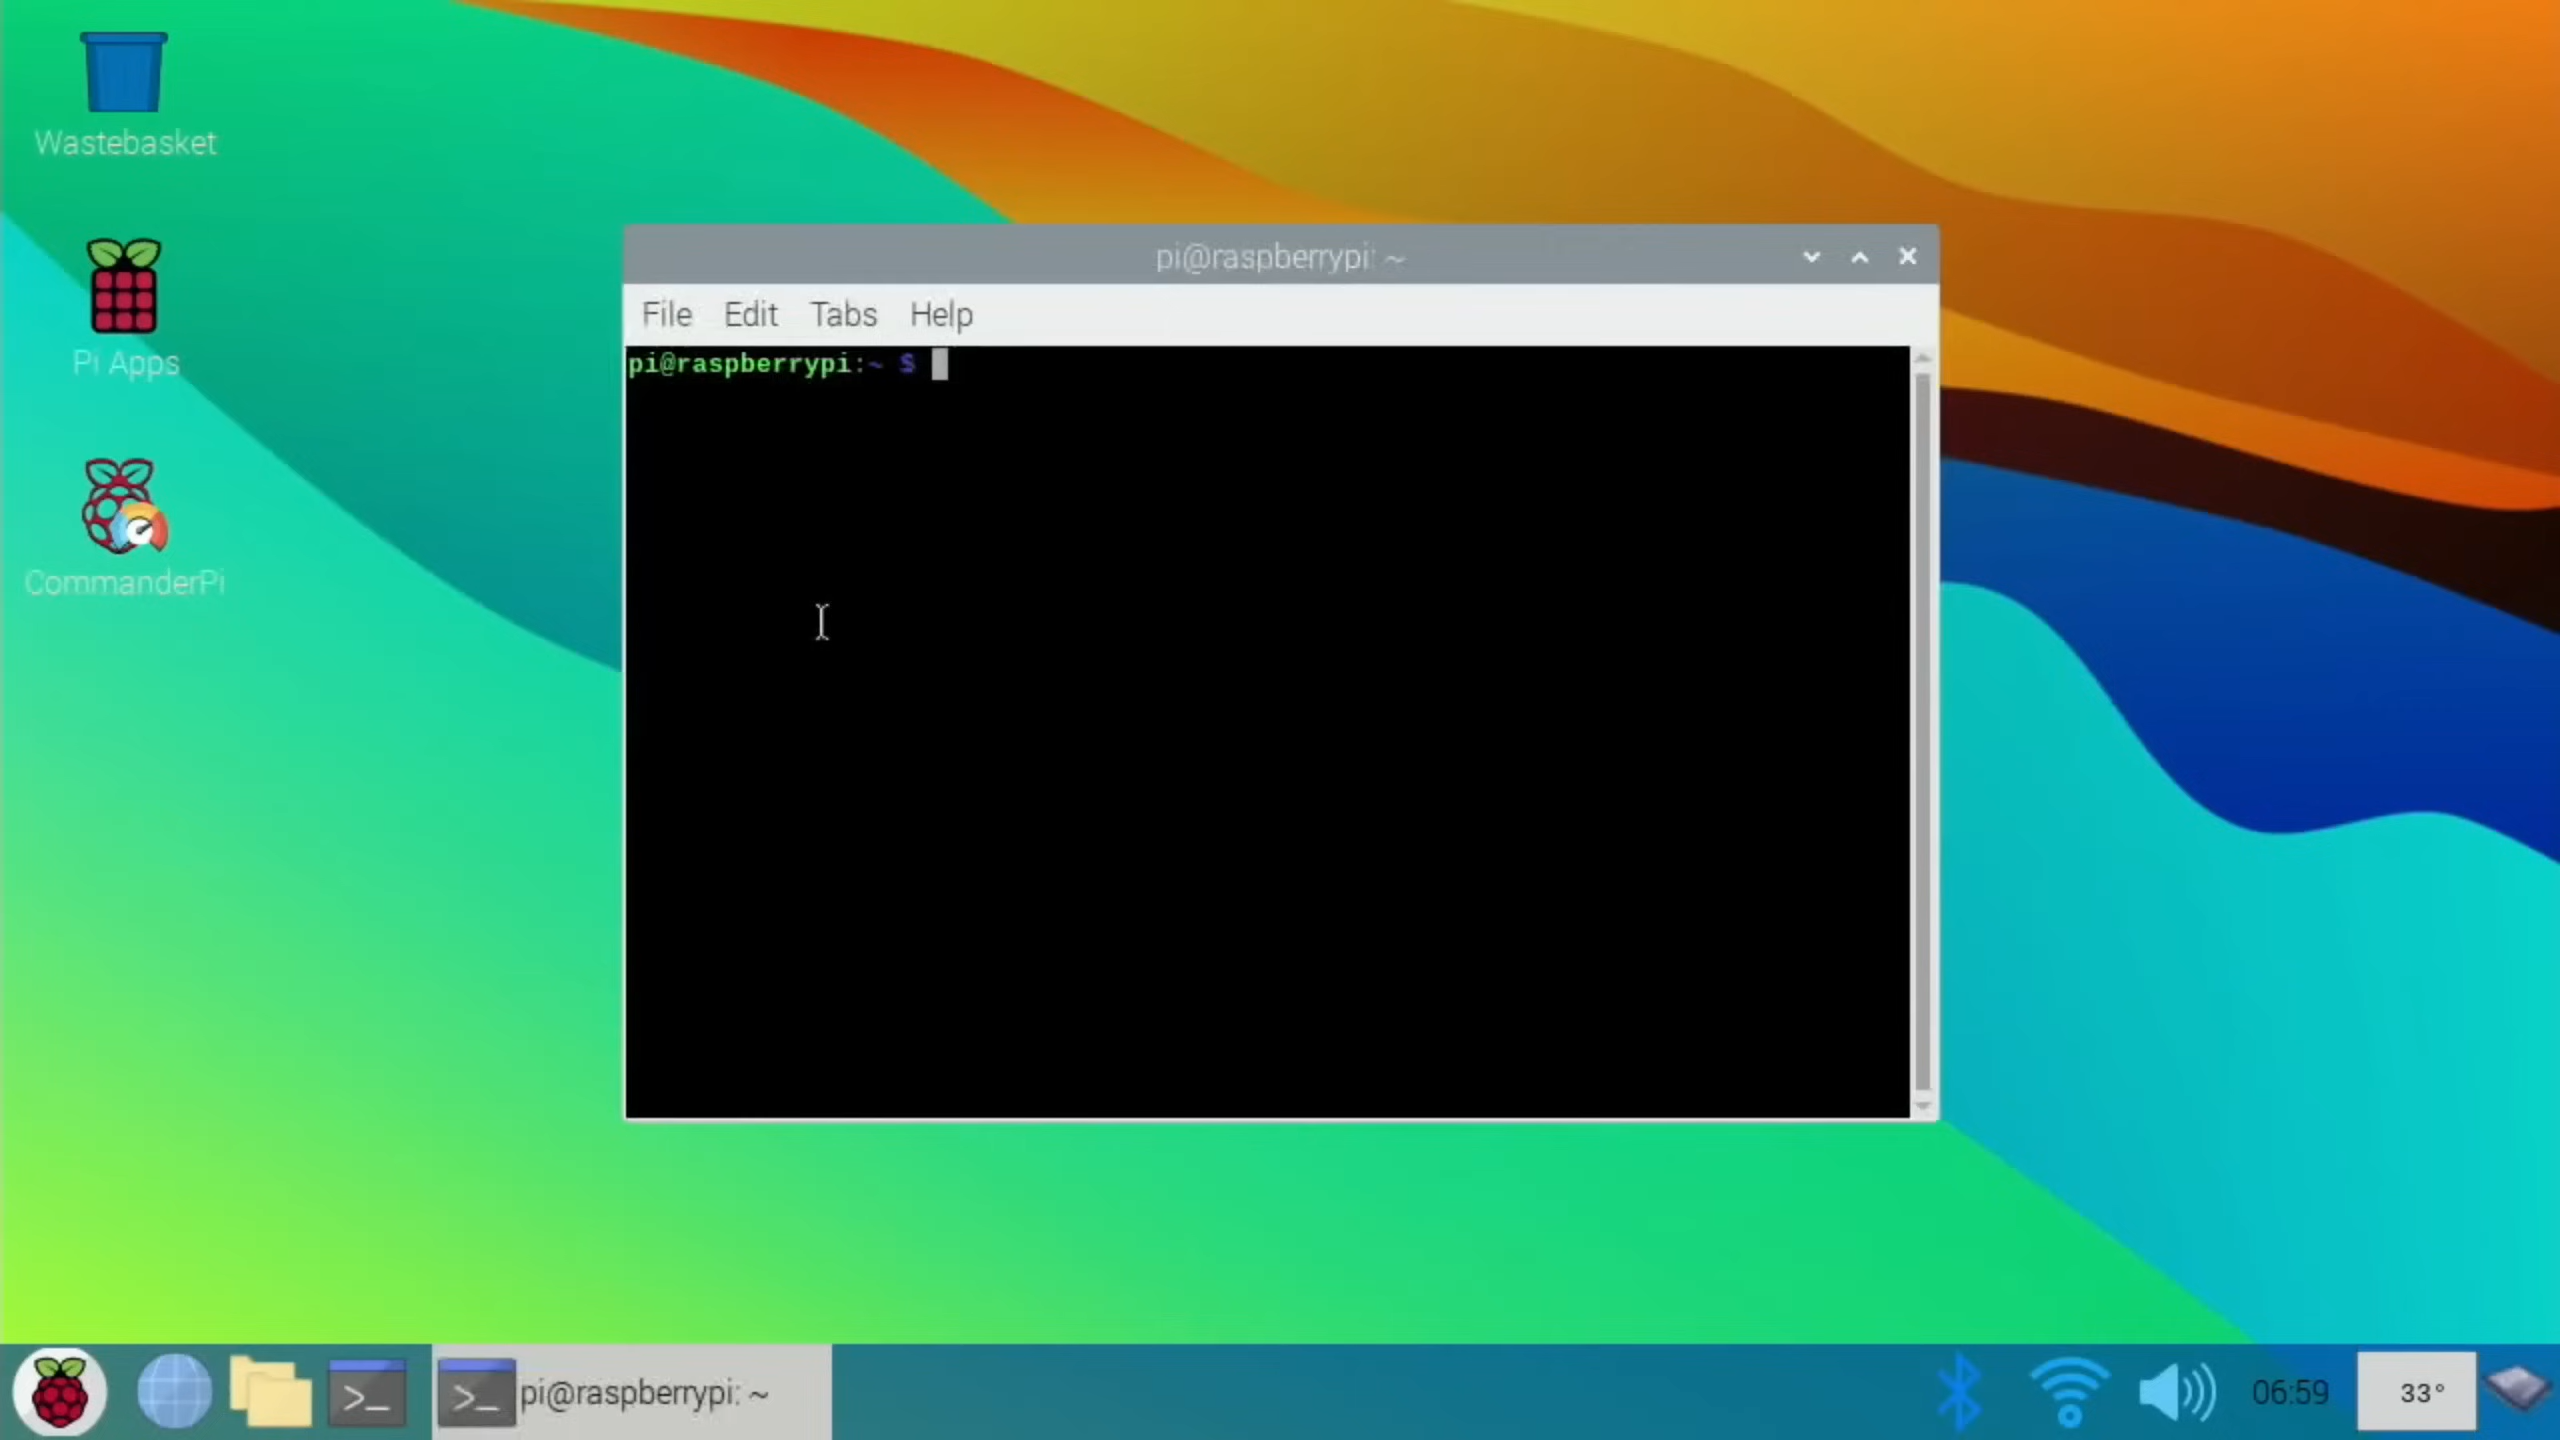 Wastebasket
Pi Apps
CommanderPi
pi@raspberrypi: ~
File Edit Tabs Help
pi@raspberrypi:~ $
>_
>_ pi@raspberrypi: ~
06:59
33°